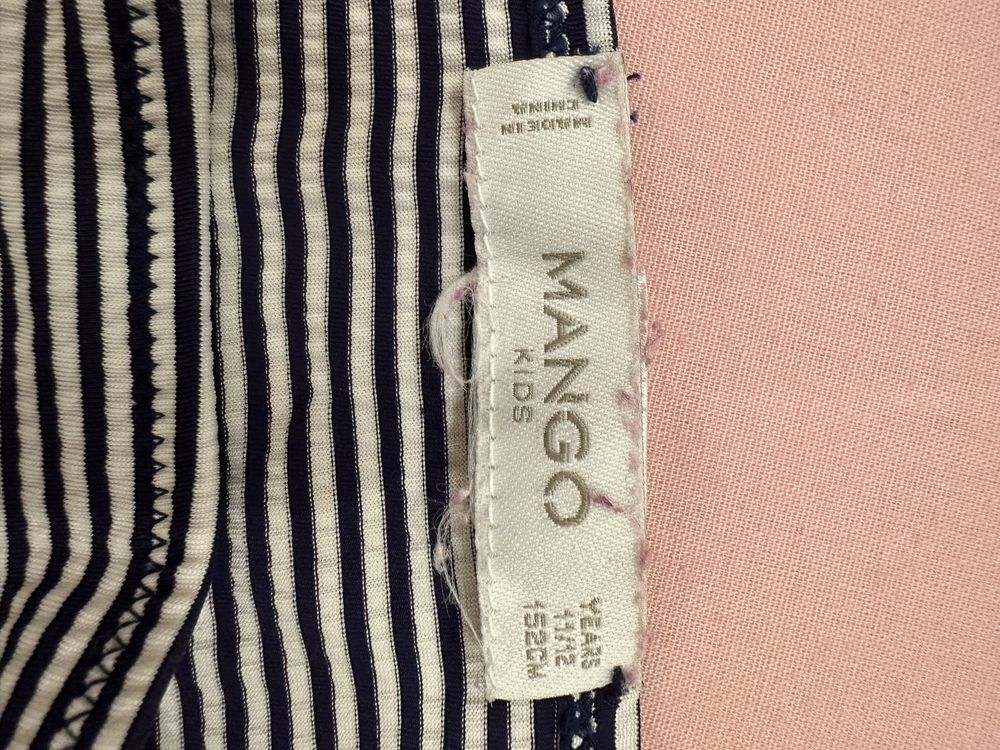 MADE IN
CHINA
MANGO
KIDS
YEARS
11/12
152CM